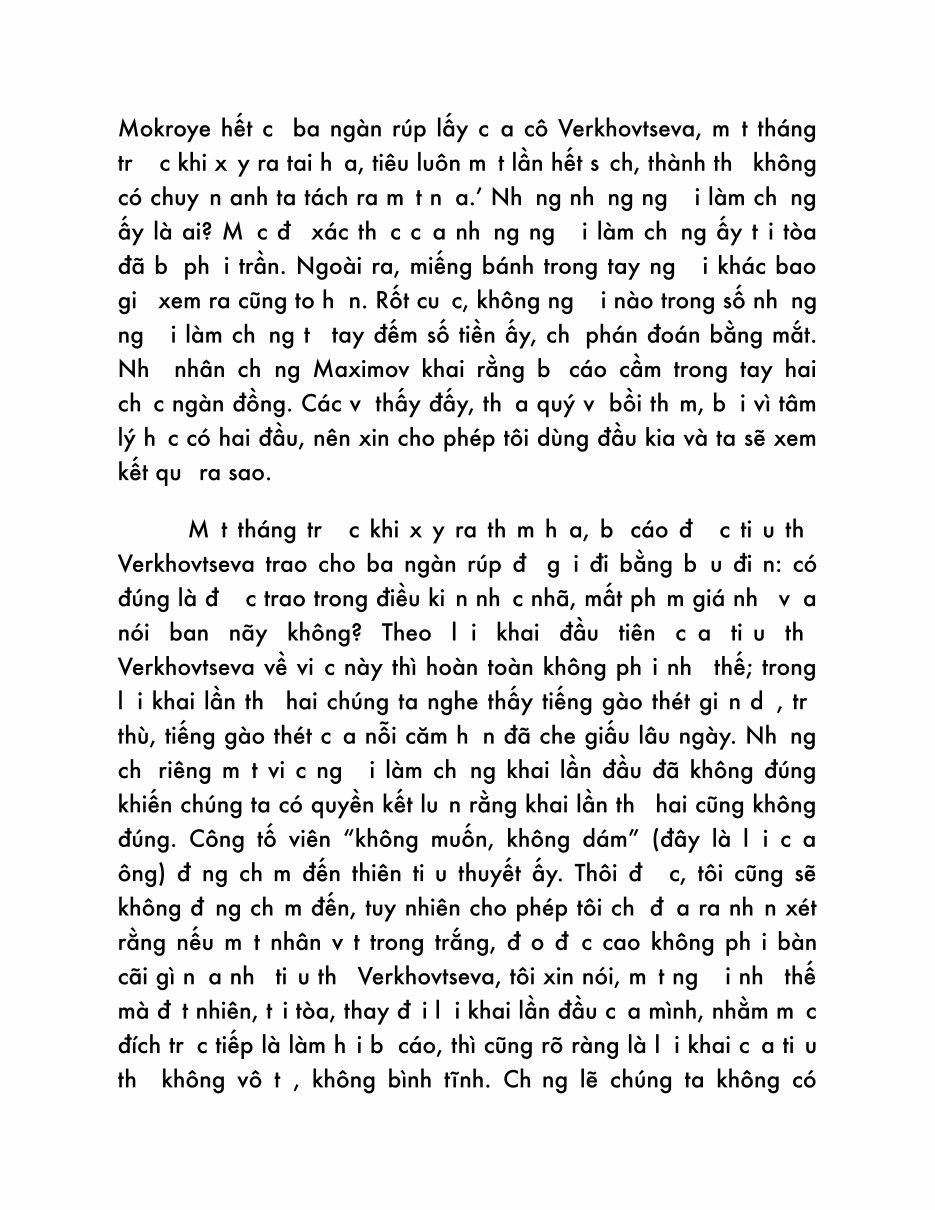 Mokroye hết c ba ngàn rúp lấy c a cô Verkhovtseva, m t tháng
tr c khi x y ra tai h a, tiêu luôn m t lần hết s ch, thành th không
có chuy n anh ta tách ra m t n a.’ Nh ng nh ng ng i làm ch ng
ấy là ai? M c đ xác th c c a nh ng ng i làm ch ng ấy t i tòa
đã b ph i trần. Ngoài ra, miếng bánh trong tay ng i khác bao
gi xem ra cũng to h n. Rốt cu c, không ng i nào trong số nh ng
ng i làm ch ng t tay đếm số tiền ấy, ch phán đoán bằng mắt.
Nh nhân ch ng Maximov khai rằng b cáo cầm trong tay hai
ch c ngàn đồng. Các v thấy đấy, th a quý v bồi th m, b i vì tâm
lý h c có hai đầu, nên xin cho phép tôi dùng đầu kia và ta sẽ xem
kết qu ra sao.
M t tháng tr c khi x y ra th m h a, b cáo đ c ti u th
Verkhovtseva trao cho ba ngàn rúp đ g i đi bằng b u đi n: có
đúng là đ c trao trong điều ki n nh c nhã, mất ph m giá nh v a
nói ban nãy không? Theo l i khai đầu tiên c a ti u th
Verkhovtseva về vi c này thì hoàn toàn không ph i nh thế; trong
l i khai lần th hai chúng ta nghe thấy tiếng gào thét gi n d , tr
thù, tiếng gào thét c a nỗi căm h n đã che giấu lâu ngày. Nh ng
ch riêng m t vi c ng i làm ch ng khai lần đầu đã không đúng
khiến chúng ta có quyền kết lu n rằng khai lần th hai cũng không
đúng. Công tố viên “không muốn, không dám” (đây là l i c a
ông) đ ng ch m đến thiên ti u thuyết ấy. Thôi đ c, tôi cũng sẽ
không đ ng ch m đến, tuy nhiên cho phép tôi ch đ a ra nh n xét
rằng nếu m t nhân v t trong trắng, đ o đ c cao không ph i bàn
cãi gì n a nh ti u th Verkhovtseva, tôi xin nói, m t ng i nh thế
mà đ t nhiên, t i tòa, thay đ i l i khai lần đầu c a mình, nhằm m c
đích tr c tiếp là làm h i b cáo, thì cũng rõ ràng là l i khai c a ti u
th không vô t , không bình tĩnh. Ch ng lẽ chúng ta không có